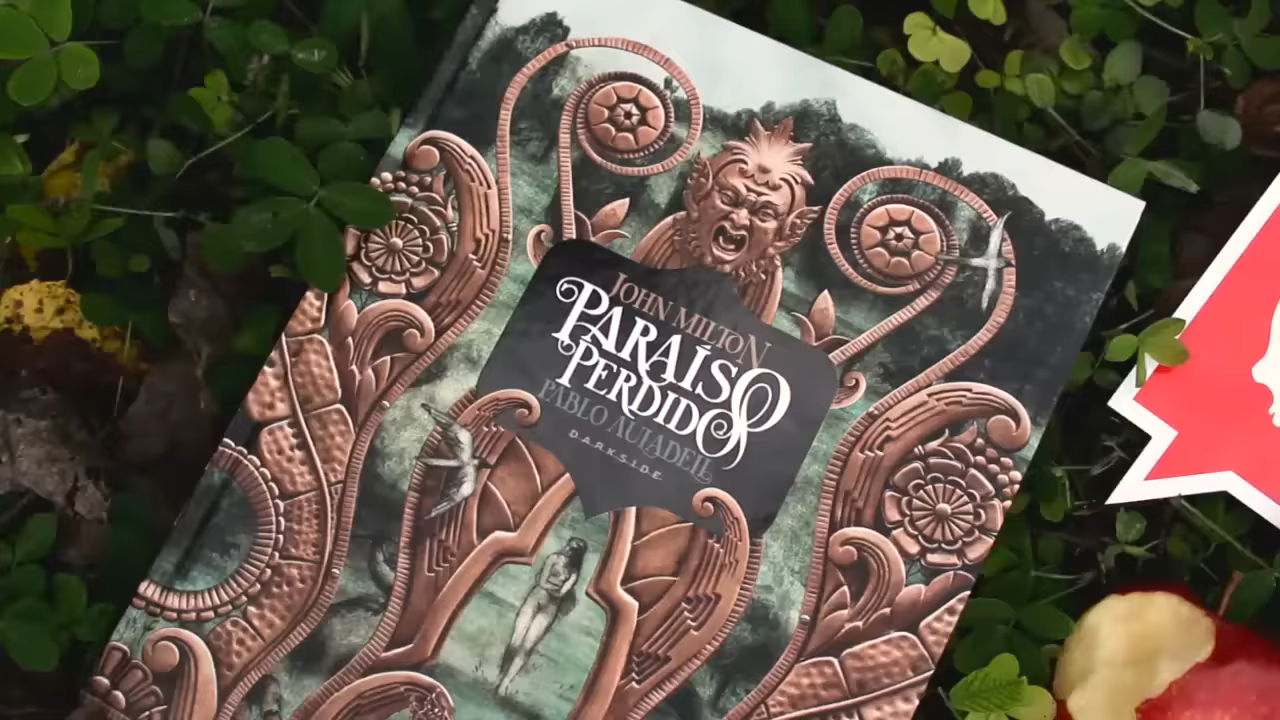 JOHN MILTON
PARAÍSO
PERDIDO
PABLO AULADELL
DARKSIDE